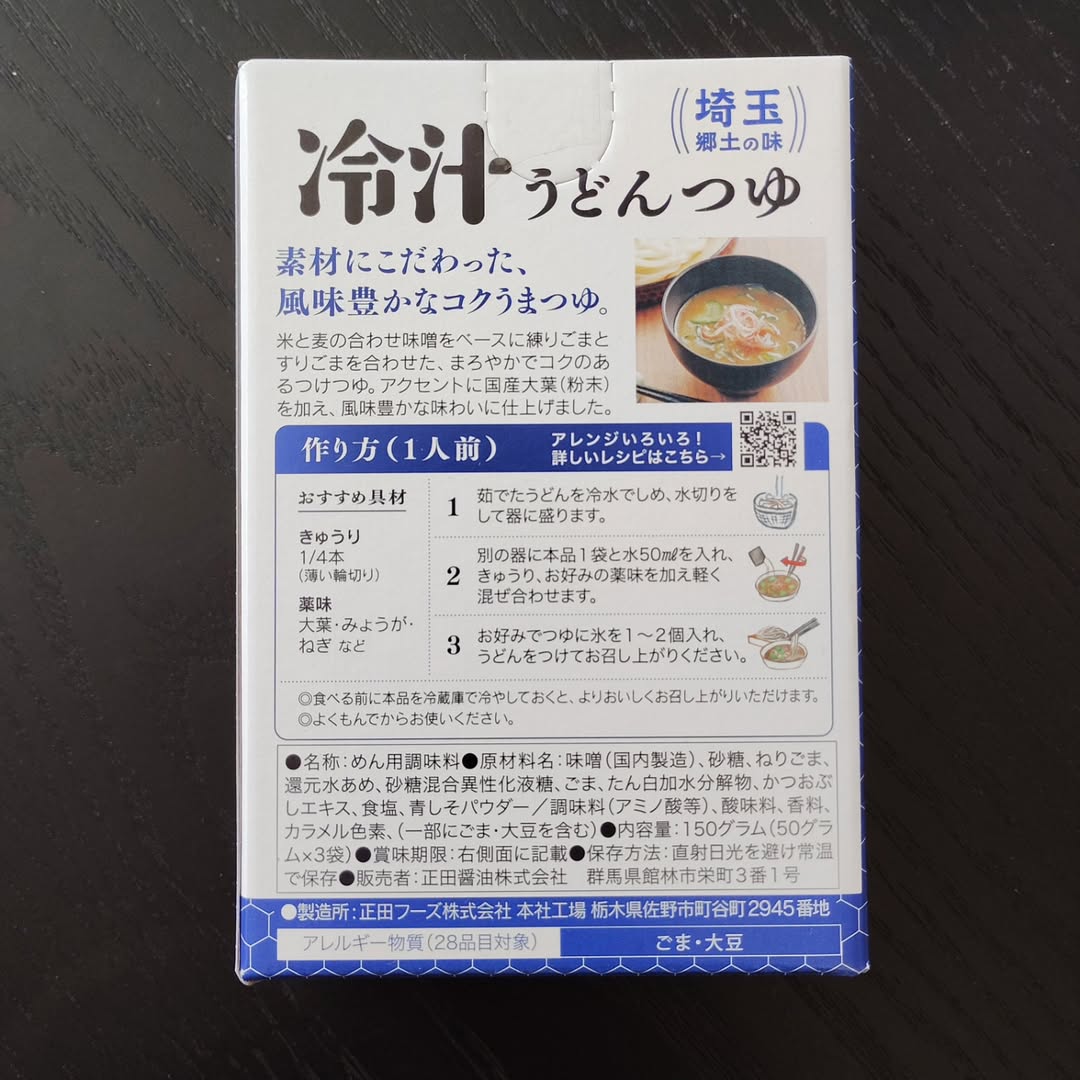 埼玉
郷土の味
冷汁うどんつゆ
素材にこだわった、
風味豊かなコクうまつゆ。
米と麦の合わせ味噌をベースに練りごまと
すりごまを合わせた、まろやかでコクのあ
るつけつゆ。アクセントに国産大葉(粉末)
を加え、風味豊かな味わいに仕上げました。
作り方(1人前)
アレンジいろいろ!
詳しいレシピはこちら→
おすすめ具材
きゅうり
1/4本
(薄い輪切り)
薬味
大葉・みょうが・
ねぎ など
1 茹でたうどんを冷水でしめ、水切りを
して器に盛ります。
2 別の器に本品1袋と水50㎖を入れ、
きゅうり、お好みの薬味を加え軽く
混ぜ合わせます。
3 お好みでつゆに氷を1〜2個入れ、
うどんをつけてお召し上がりください。
◎食べる前に本品を冷蔵庫で冷やしておくと、よりおいしくお召し上がりいただけます。
◎よくもんでからお使いください。
●名称:めん用調味料●原材料名:味噌(国内製造)、砂糖、ねりごま、
還元水あめ、砂糖混合異性化液糖、ごま、たん白加水分解物、かつおぶ
しエキス、食塩、青しそパウダー/調味料(アミノ酸等)、酸味料、香料、
カラメル色素、(一部にごま・大豆を含む)●内容量:150グラム(50グラ
ム×3袋)●賞味期限:右側面に記載●保存方法:直射日光を避け常温
で保存●販売者:正田醤油株式会社 群馬県館林市栄町3番1号
●製造所:正田フーズ株式会社 本社工場 栃木県佐野市町谷町2945番地
アレルギー物質(28品目対象) ごま・大豆